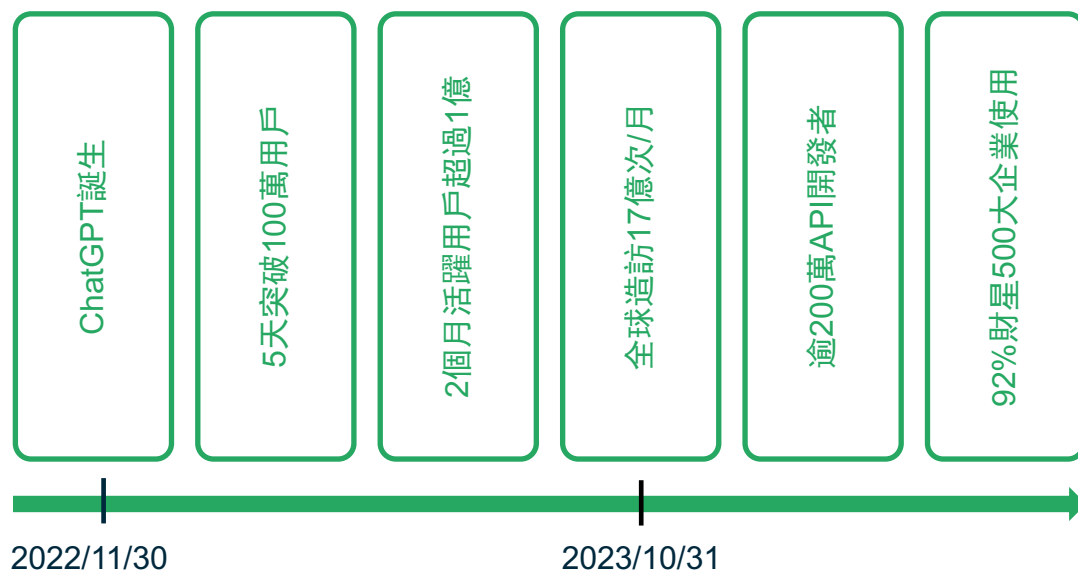 ChatGPT誕生
5天突破100萬用戶
2個月活躍用戶超過1億
全球造訪17億次/月
逾200萬API開發者
92%財星500大企業使用
2022/11/30
2023/10/31